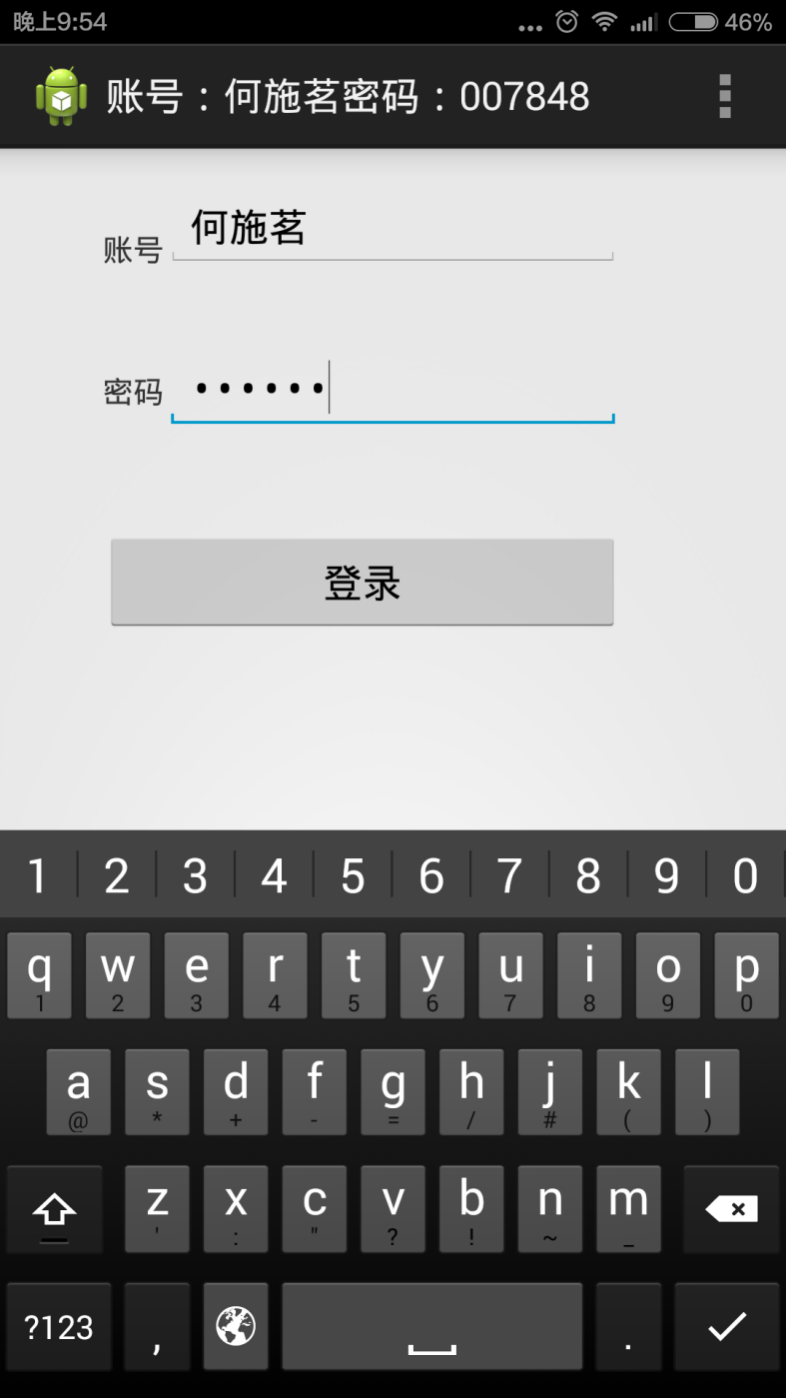 晚上9:54 46%
账号：何施茗密码：007848
账号 何施茗
密码 ••••••
登录
1 2 3 4 5 6 7 8 9 0
q w e r t y u i o p
1 2 3 4 5 6 7 8 9 0
a s d f g h j k l
@ * + - = / # ( )
z x c v b n m
' : " ? ! ~ _
?123 , .